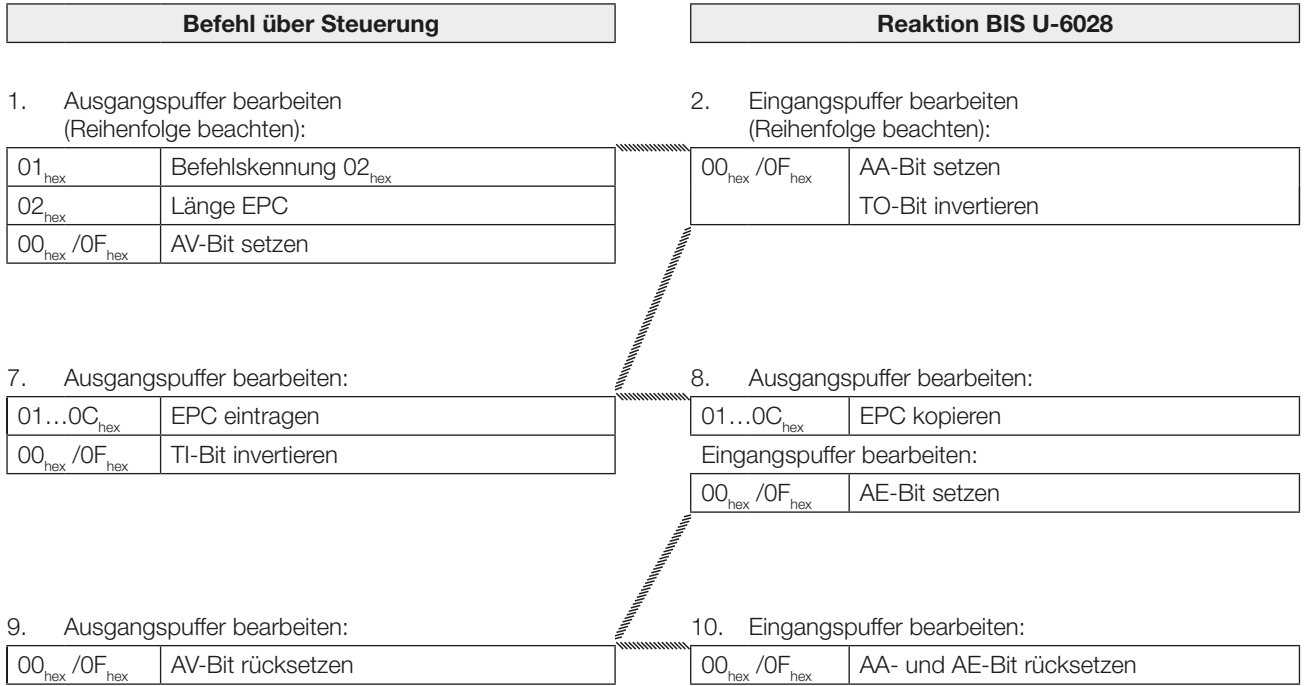 Befehl über Steuerung
Reaktion BIS U-6028
1. Ausgangspuffer bearbeiten
(Reihenfolge beachten):
01hex Befehlskennung 02hex
02hex Länge EPC
00hex /0Fhex AV-Bit setzen
2. Eingangspuffer bearbeiten
(Reihenfolge beachten):
00hex /0Fhex AA-Bit setzen
TO-Bit invertieren
7. Ausgangspuffer bearbeiten:
01…0Chex EPC eintragen
00hex /0Fhex TI-Bit invertieren
8. Ausgangspuffer bearbeiten:
01…0Chex EPC kopieren
Eingangspuffer bearbeiten:
00hex /0Fhex AE-Bit setzen
9. Ausgangspuffer bearbeiten:
00hex /0Fhex AV-Bit rücksetzen
10. Eingangspuffer bearbeiten:
00hex /0Fhex AA- und AE-Bit rücksetzen